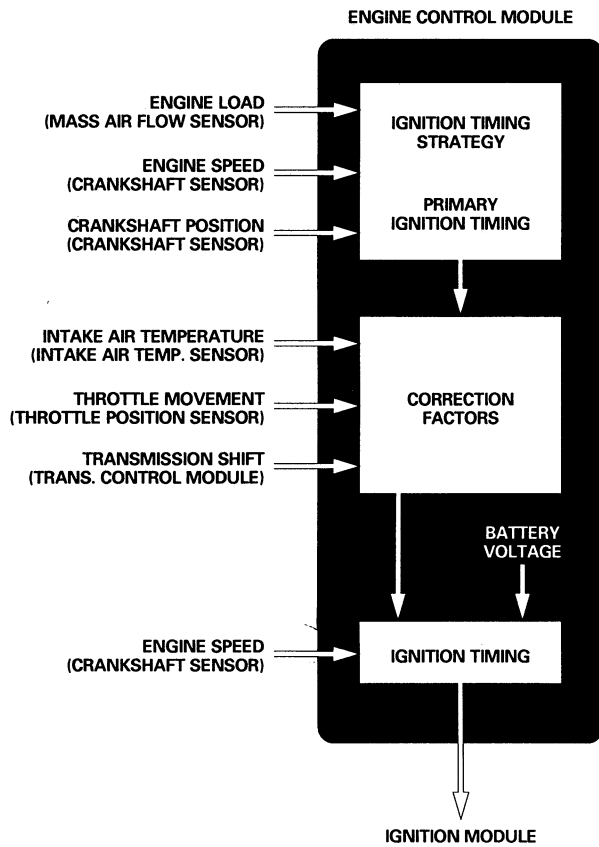 ENGINE CONTROL MODULE
ENGINE LOAD
(MASS AIR FLOW SENSOR)
IGNITION TIMING
STRATEGY
ENGINE SPEED
(CRANKSHAFT SENSOR)
PRIMARY
IGNITION TIMING
CRANKSHAFT POSITION
(CRANKSHAFT SENSOR)
INTAKE AIR TEMPERATURE
(INTAKE AIR TEMP. SENSOR)
THROTTLE MOVEMENT
(THROTTLE POSITION SENSOR)
CORRECTION
FACTORS
TRANSMISSION SHIFT
(TRANS. CONTROL MODULE)
BATTERY
VOLTAGE
ENGINE SPEED
(CRANKSHAFT SENSOR)
IGNITION TIMING
IGNITION MODULE